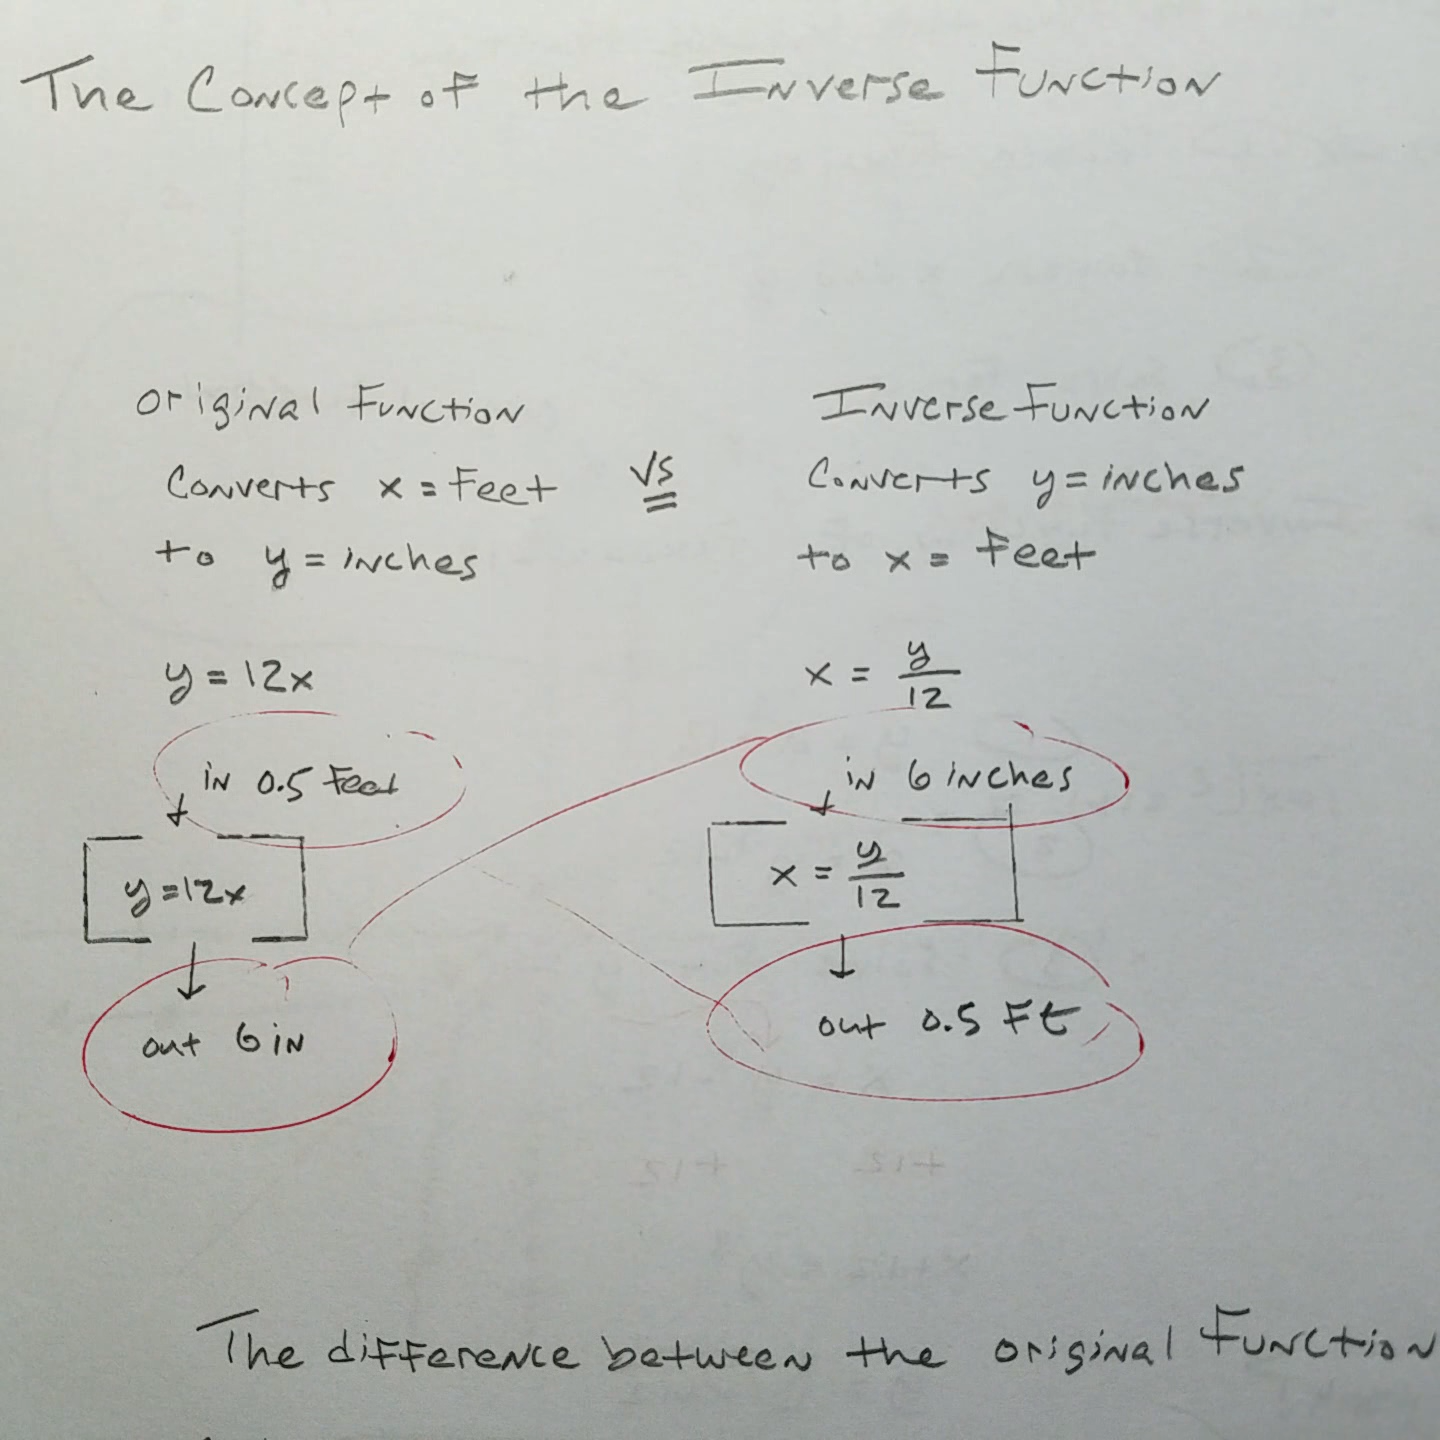 The Concept of the Inverse Function
original Function
Converts x = Feet
to y = inches
vs
Inverse Function
Converts y = inches
to x = Feet
y = 12x
in 0.5 Feet
y = 12x
out 6 in
x = y/12
in 6 inches
x = y/12
out 0.5 Ft
The difference between the original Function